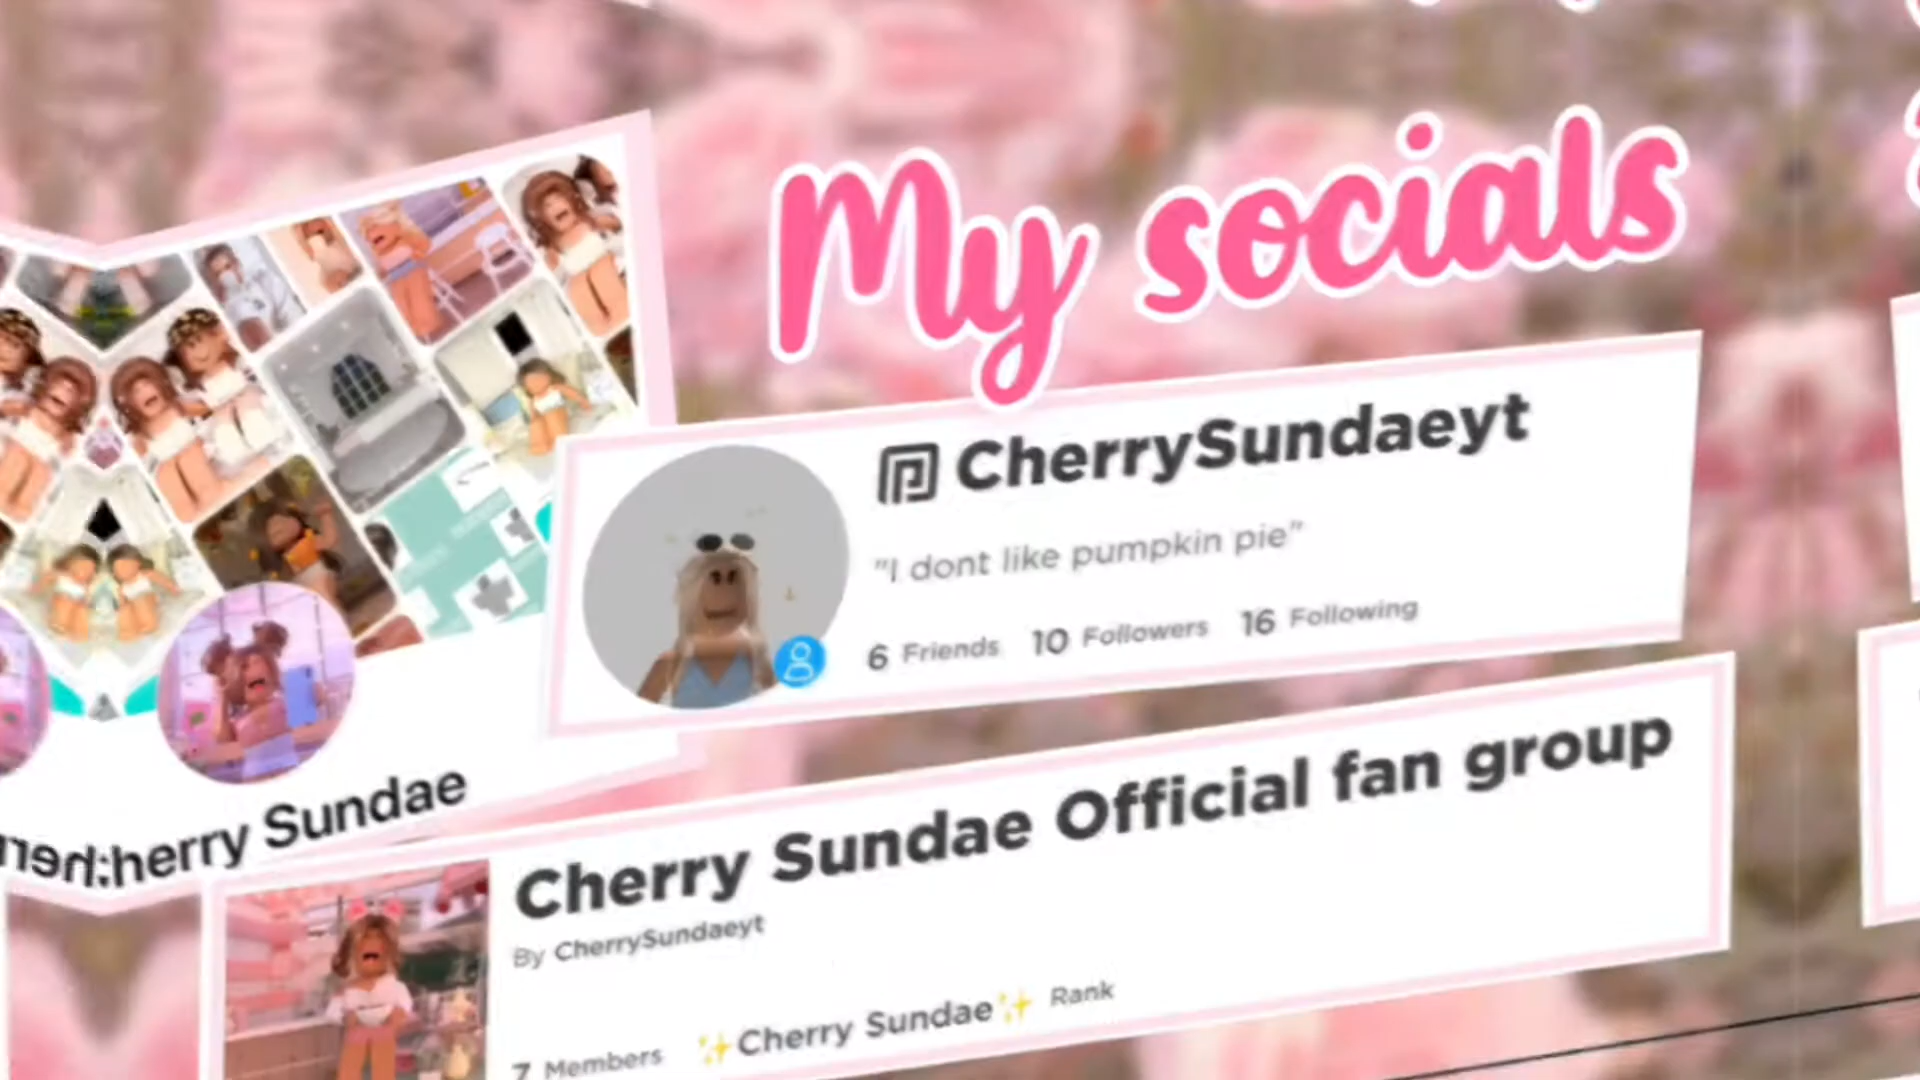 My socials
CherrySundaeyt
"I dont like pumpkin pie"
6 Friends 10 Followers 16 Following
herry Sundae
Cherry Sundae Official fan group
By CherrySundaeyt
7 Members ✨Cherry Sundae✨ Rank